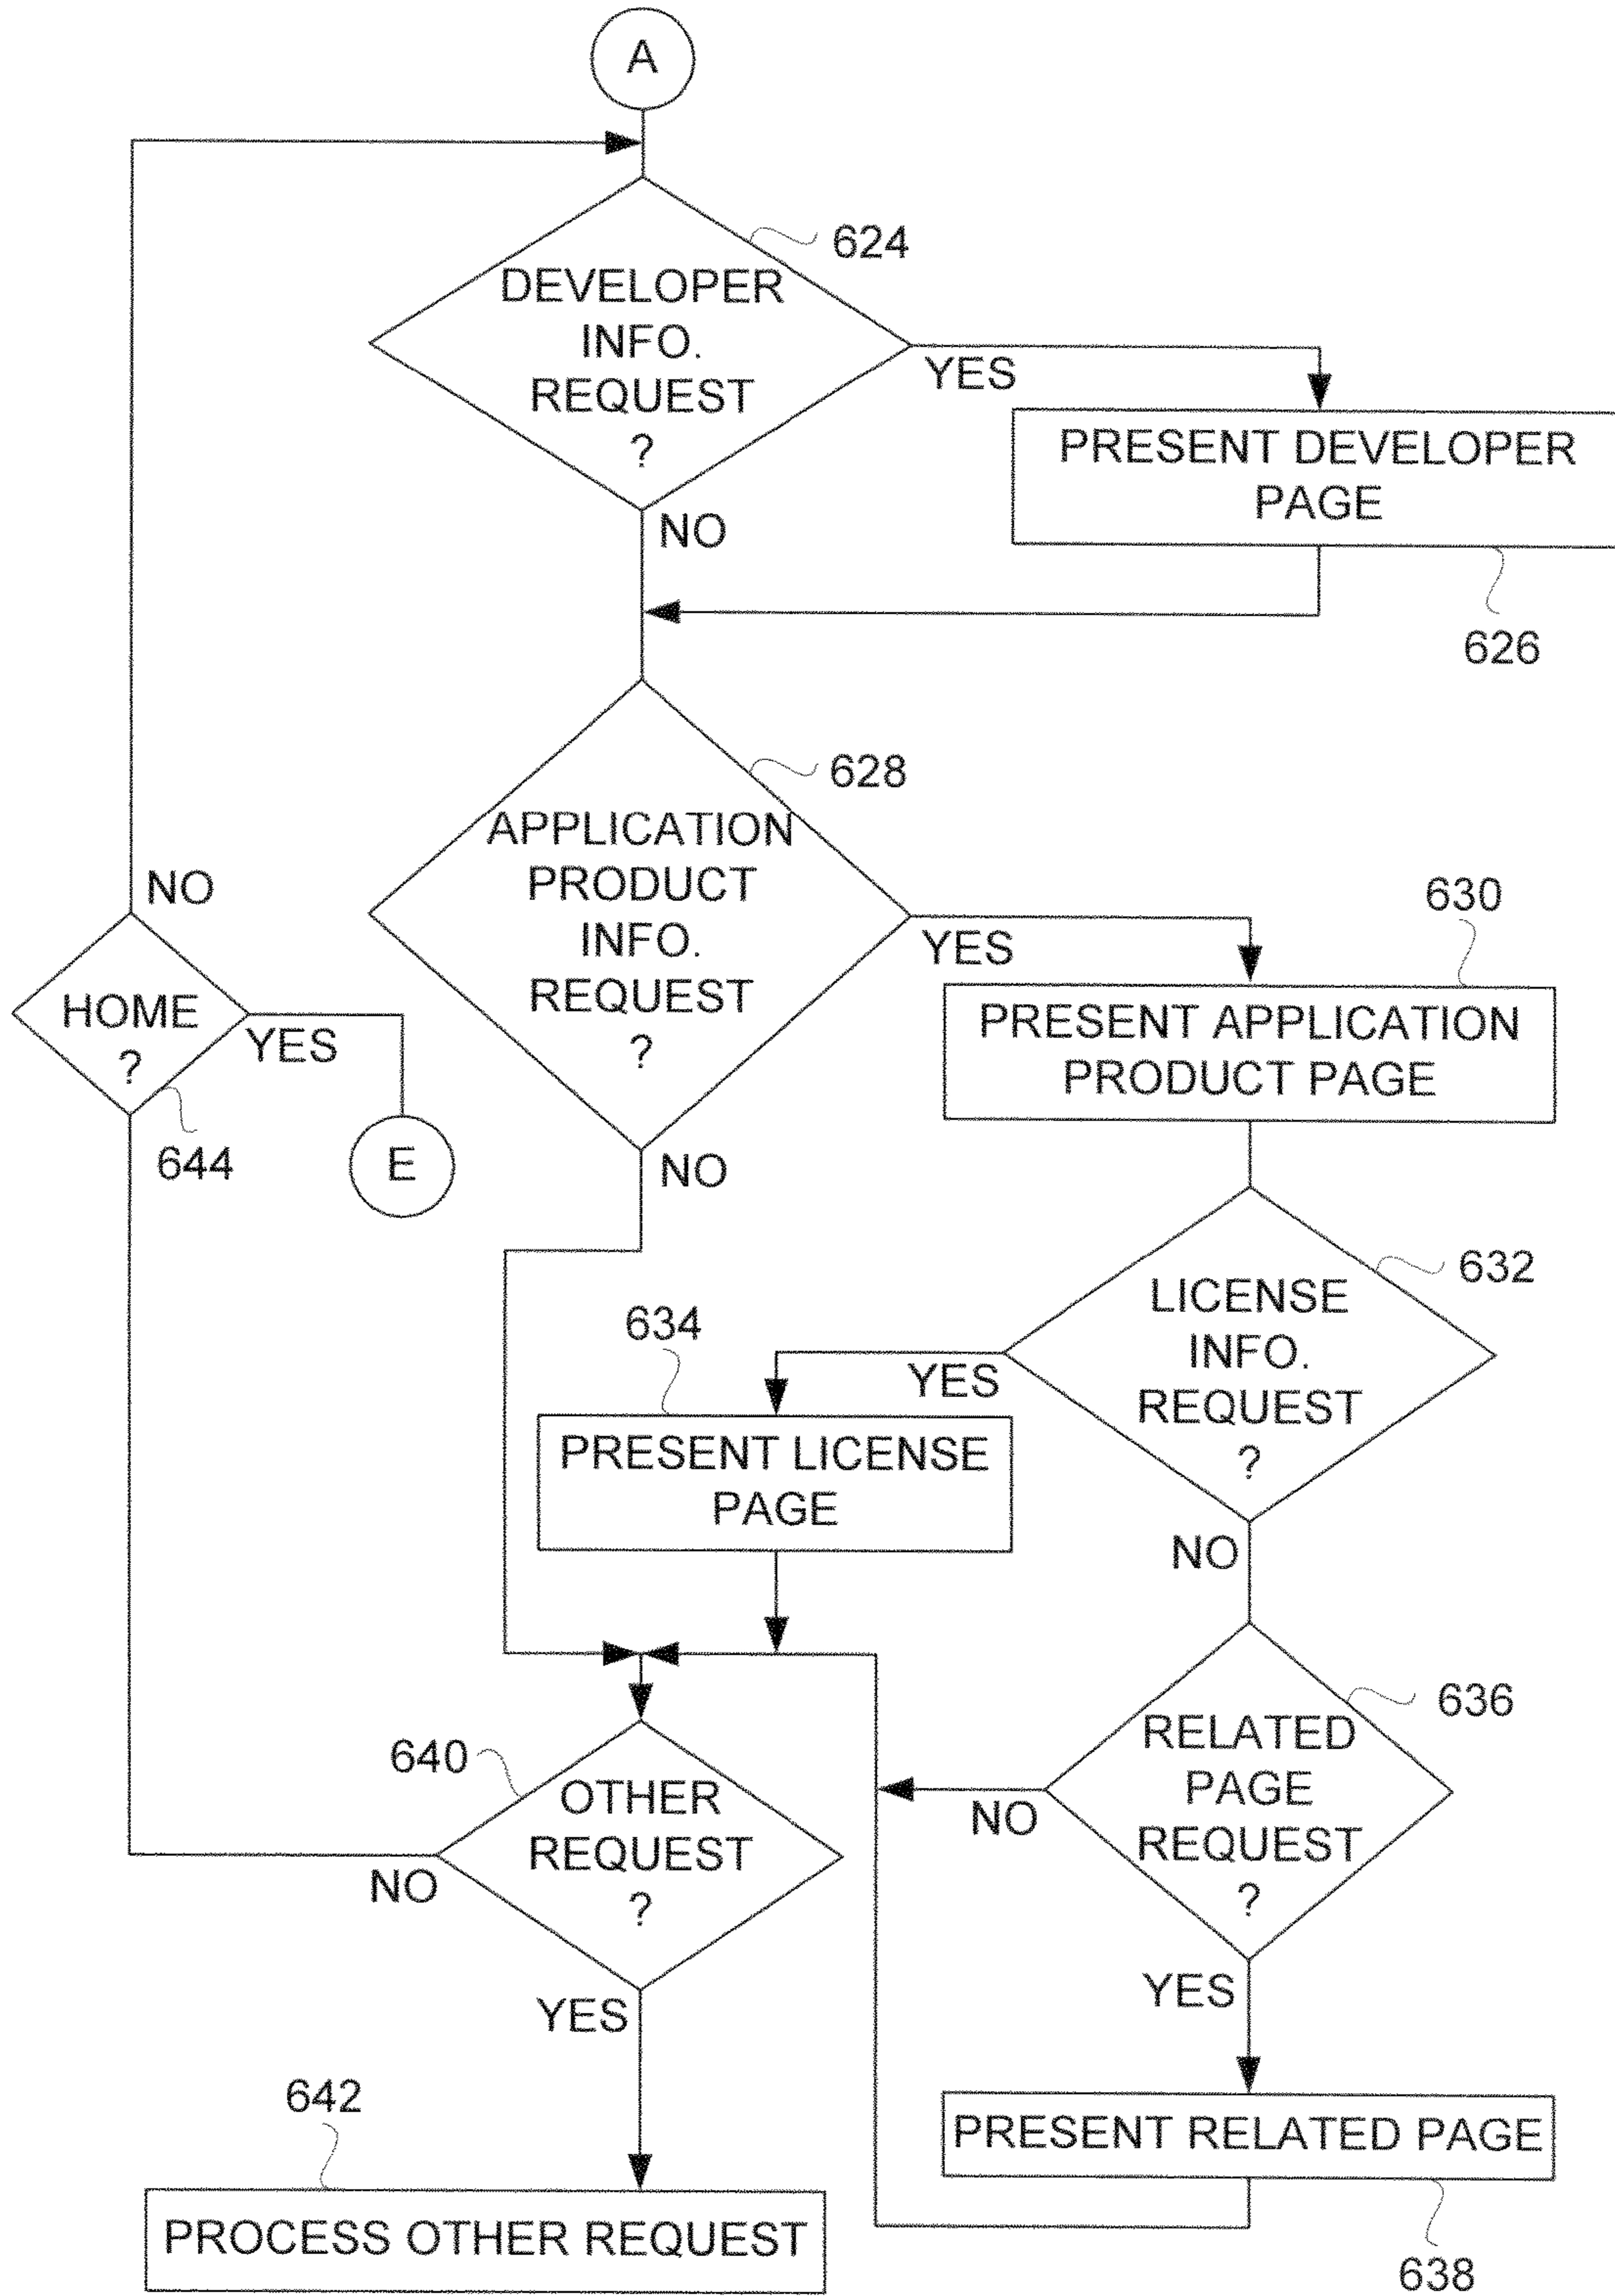 A
624
DEVELOPER
INFO.
REQUEST
?
YES
NO
PRESENT DEVELOPER
PAGE
626
628
APPLICATION
PRODUCT
INFO.
REQUEST
?
YES
NO
630
PRESENT APPLICATION
PRODUCT PAGE
NO
HOME
?
YES
644
E
632
LICENSE
INFO.
REQUEST
?
YES
NO
634
PRESENT LICENSE
PAGE
636
RELATED
PAGE
REQUEST
?
NO
YES
640
OTHER
REQUEST
?
NO
YES
642
PROCESS OTHER REQUEST
PRESENT RELATED PAGE
638